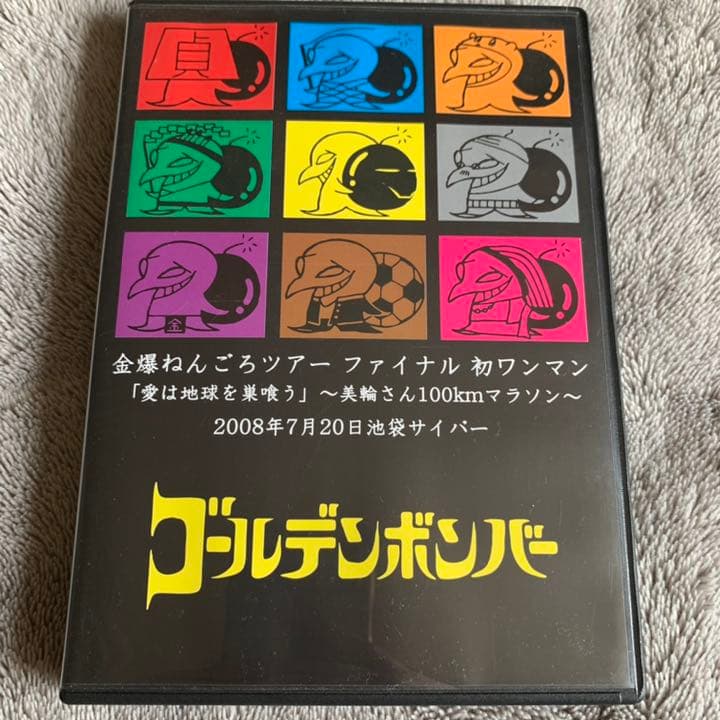 貞
金
金爆ねんごろツアー ファイナル 初ワンマン
「愛は地球を巣喰う」～美輪さん100kmマラソン～
2008年7月20日池袋サイバー
ゴールデンボンバー